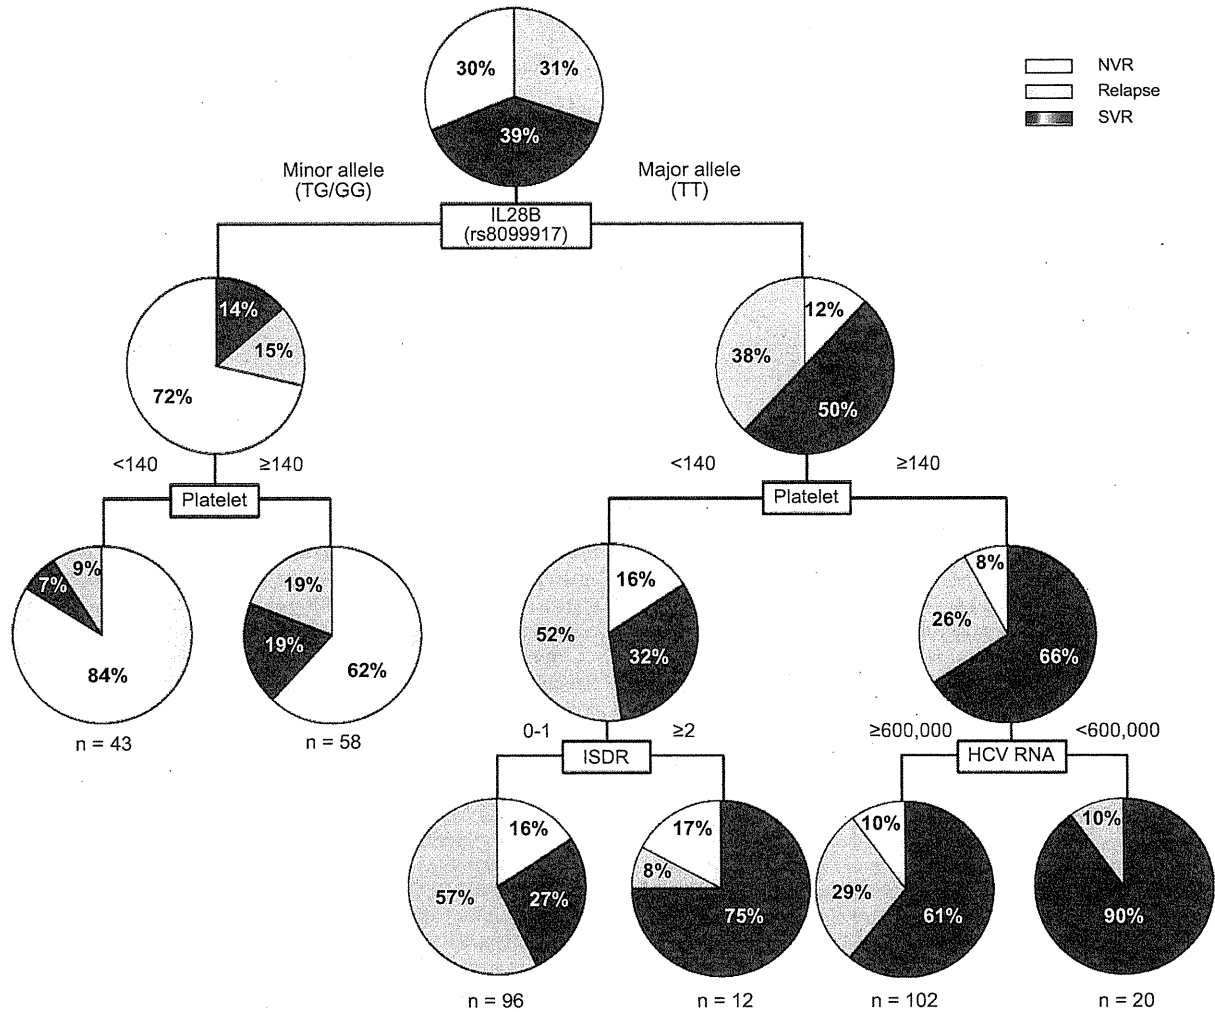 30%
31%
39%
NVR
Relapse
SVR
Minor allele
(TG/GG)
Major allele
(TT)
IL28B
(rs8099917)
14%
15%
72%
12%
38%
50%
<140
≥140
Platelet
<140
≥140
Platelet
9%
7%
84%
n = 43
19%
19%
62%
n = 58
16%
52%
32%
8%
26%
66%
0-1
≥2
ISDR
≥600,000
<600,000
HCV RNA
16%
57%
27%
n = 96
17%
8%
75%
n = 12
10%
29%
61%
n = 102
10%
90%
n = 20